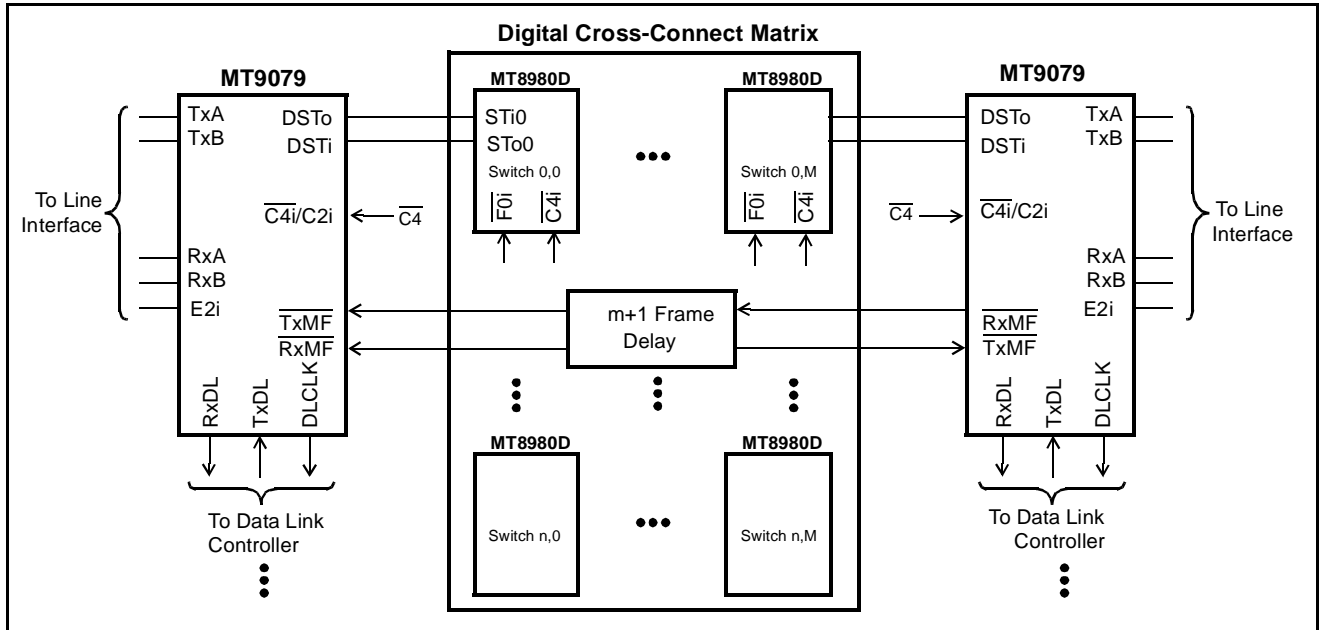 Digital Cross-Connect Matrix
MT9079
TxA
TxB
DSTo
DSTi
C4i/C2i
C4
To Line
Interface
RxA
RxB
E2i
TxMF
RxMF
RxDL
TxDL
DLCLK
To Data Link
Controller
MT8980D
STi0
STo0
Switch 0,0
F0i
C4i
MT8980D
Switch 0,M
F0i
C4i
m+1 Frame
Delay
MT8980D
Switch n,0
MT8980D
Switch n,M
MT9079
DSTo
DSTi
TxA
TxB
C4
C4i/C2i
To Line
Interface
RxA
RxB
E2i
RxMF
TxMF
RxDL
TxDL
DLCLK
To Data Link
Controller